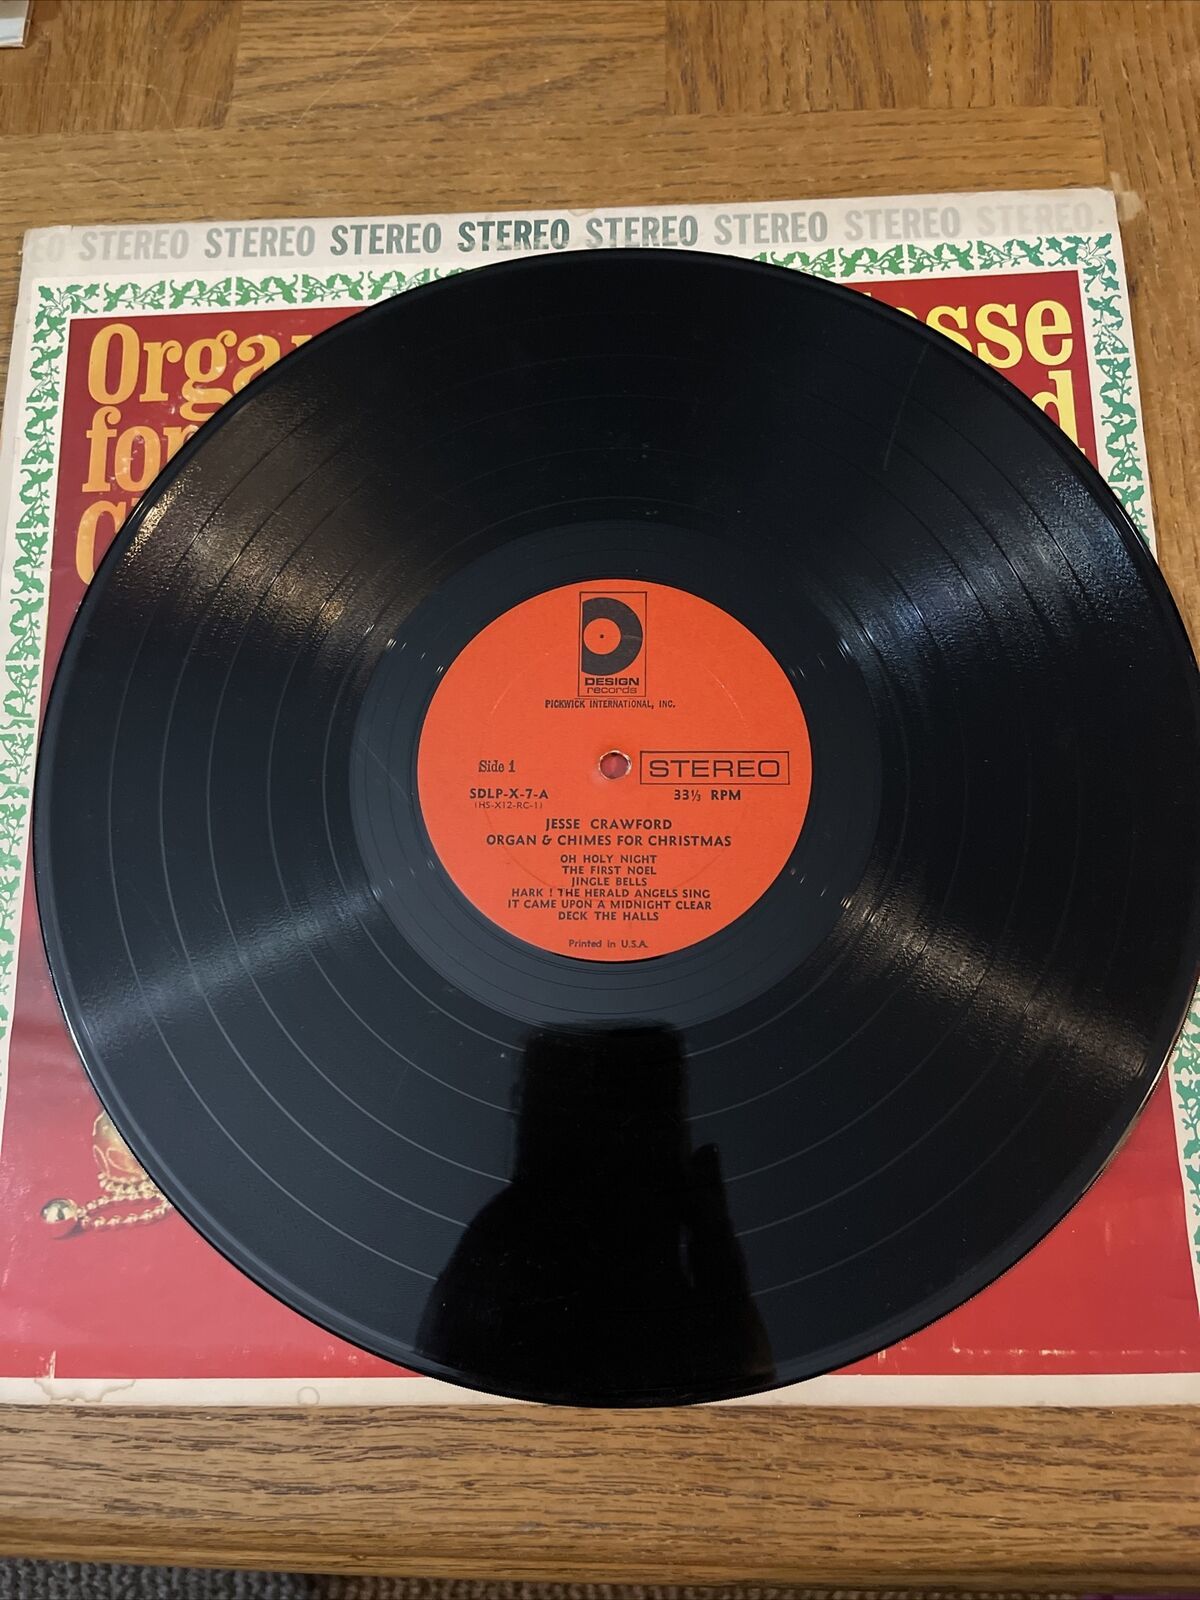 STEREO STEREO STEREO STEREO STEREO STEREO STEREO STEREO
Orga
for
esse
d
DESIGN
records
PICKWICK INTERNATIONAL, INC.
Side 1
STEREO
SDLP-X-7-A
33⅓ RPM
(HS-X12-RC-1)
JESSE CRAWFORD
ORGAN & CHIMES FOR CHRISTMAS
OH HOLY NIGHT
THE FIRST NOEL
JINGLE BELLS
HARK ! THE HERALD ANGELS SING
IT CAME UPON A MIDNIGHT CLEAR
DECK THE HALLS
Printed in U.S.A.